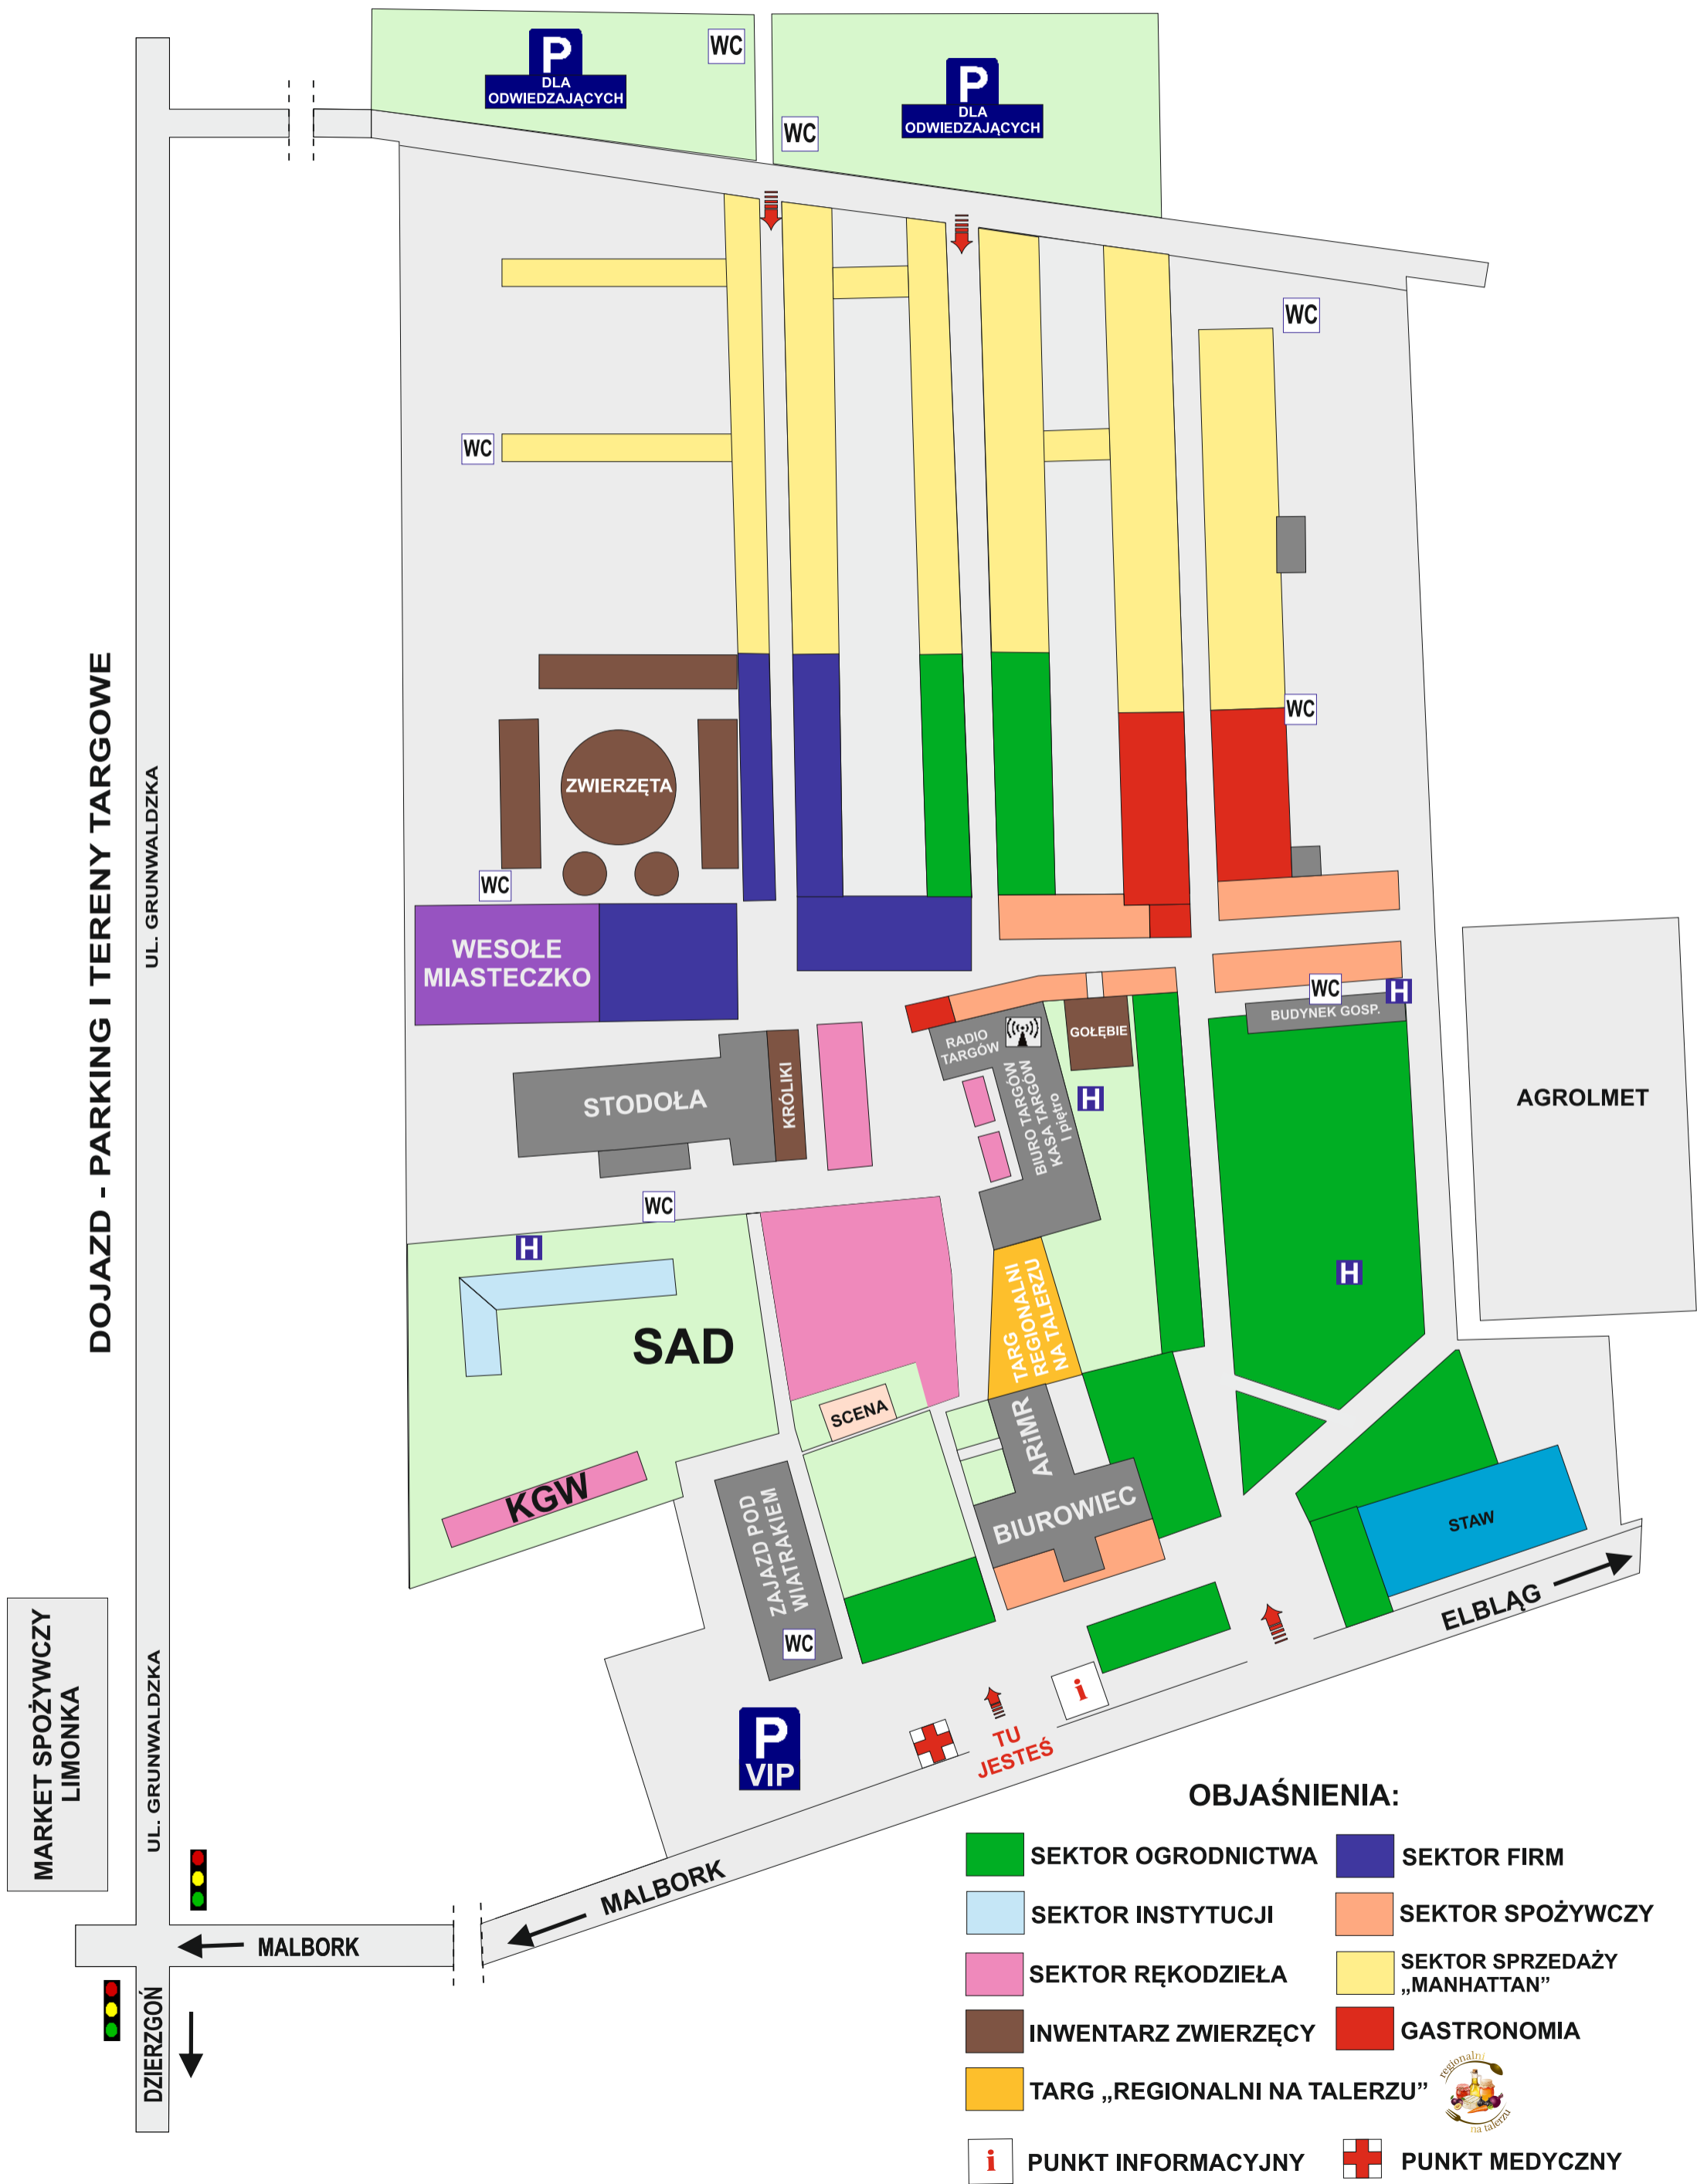 P
DLA
ODWIEDZAJĄCYCH
WC
P
DLA
ODWIEDZAJĄCYCH
WC
WC
WC
DOJAZD - PARKING I TERENY TARGOWE
UL. GRUNWALDZKA
WC
ZWIERZĘTA
WC
WESOŁE
MIASTECZKO
WC
H
BUDYNEK GOSP.
RADIO
TARGÓW
GOŁĘBIE
BIURO TARGÓW
KASA TARGÓW
I piętro
H
AGROLMET
STODOŁA
KRÓLIKI
WC
H
H
SAD
TARG
REGIONALNI
NA TALERZU
SCENA
ARiMR
KGW
BIUROWIEC
ZAJAZD POD
WIATRAKIEM
WC
STAW
ELBLĄG
i
TU
JESTEŚ
P
VIP
MARKET SPOŻYWCZY
LIMONKA
UL. GRUNWALDZKA
MALBORK
MALBORK
DZIERZGOŃ
OBJAŚNIENIA:
SEKTOR OGRODNICTWA
SEKTOR FIRM
SEKTOR INSTYTUCJI
SEKTOR SPOŻYWCZY
SEKTOR RĘKODZIEŁA
SEKTOR SPRZEDAŻY
„MANHATTAN”
INWENTARZ ZWIERZĘCY
GASTRONOMIA
TARG „REGIONALNI NA TALERZU”
regionalni
na talerzu
i
PUNKT INFORMACYJNY
PUNKT MEDYCZNY